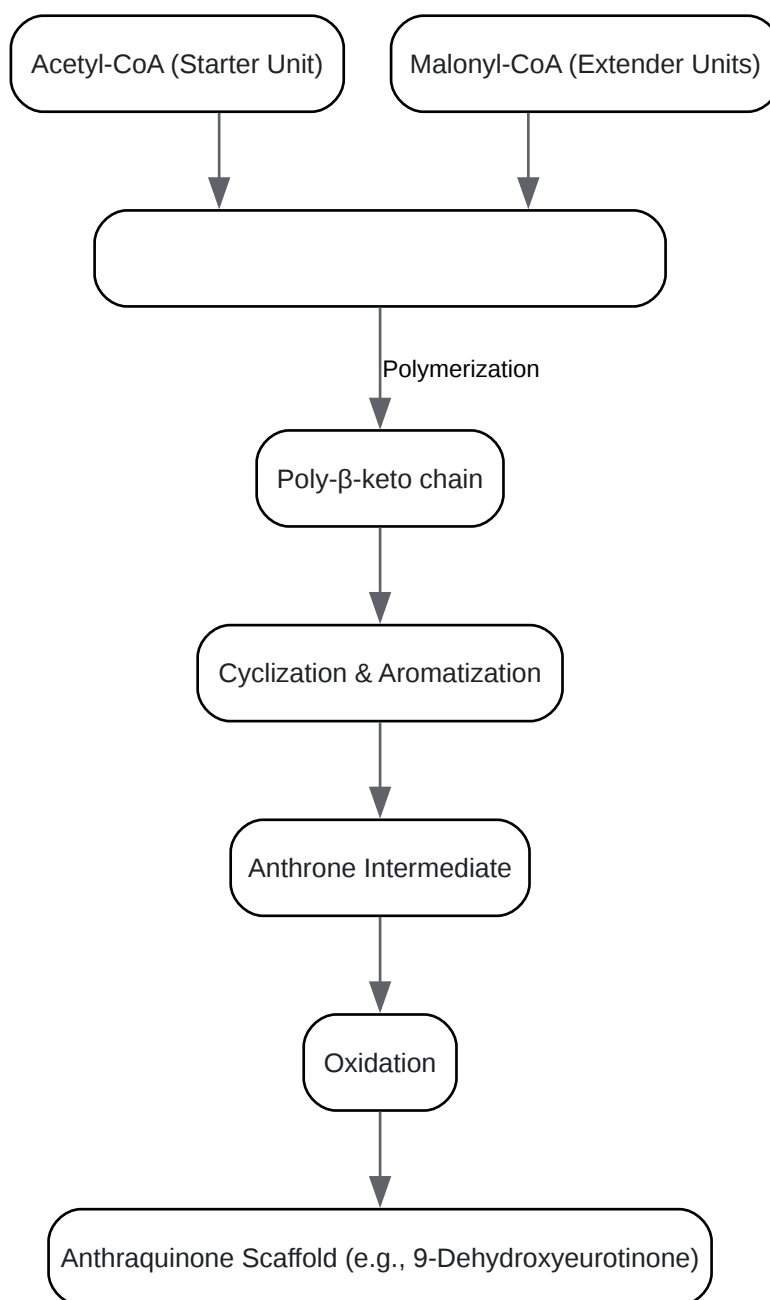 Acetyl-CoA (Starter Unit)
Malonyl-CoA (Extender Units)
Polymerization
Poly-β-keto chain
Cyclization & Aromatization
Anthrone Intermediate
Oxidation
Anthraquinone Scaffold (e.g., 9-Dehydroxyeurotinone)